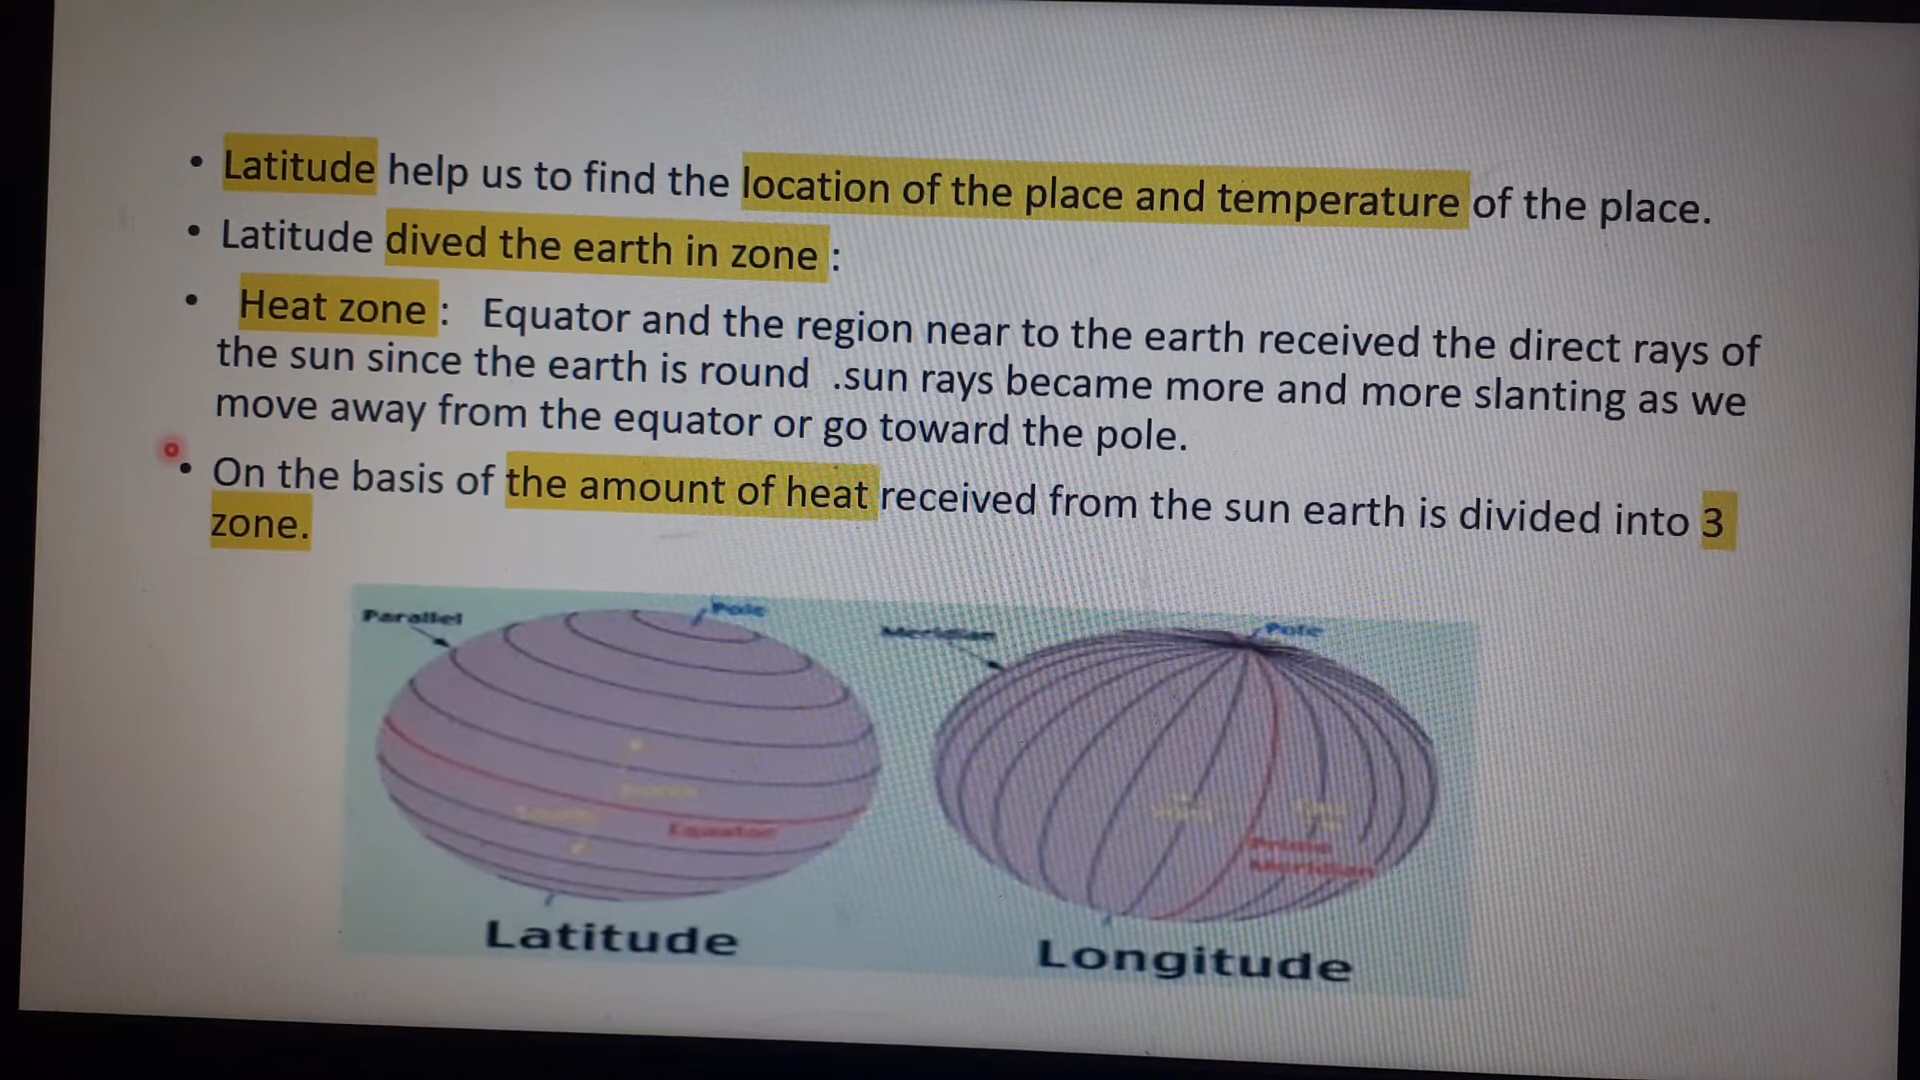 • Latitude help us to find the location of the place and temperature of the place.
• Latitude dived the earth in zone :
• Heat zone : Equator and the region near to the earth received the direct rays of
the sun since the earth is round .sun rays became more and more slanting as we
move away from the equator or go toward the pole.
• On the basis of the amount of heat received from the sun earth is divided into 3
zone.
Parallel
Pole
Meridian
Pole
Equator
Prime
Meridian
Latitude
Longitude